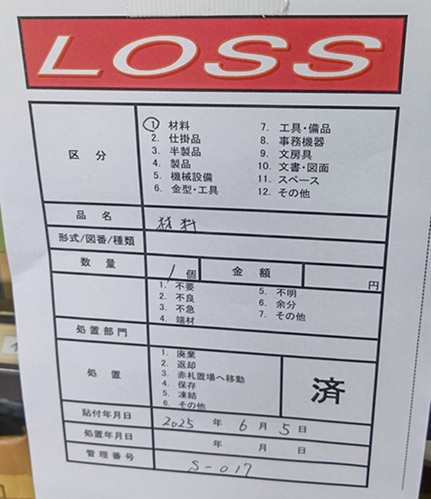 LOSS
区 分
1. 材料
2. 仕掛品
3. 半製品
4. 製品
5. 機械設備
6. 金型・工具
7. 工具・備品
8. 事務機器
9. 文房具
10. 文書・図面
11. スペース
12. その他
品 名 材料
形式/図番/種類
数 量 1 個 金 額 円
1. 不要
2. 不良
3. 不急
4. 端材
5. 不明
6. 余分
7. その他
処置部門
処 置
1. 廃棄
2. 返却
3. 赤札置場へ移動
4. 保存
5. 凍結
6. その他
済
貼付年月日 2025 年 6 月 5 日
処置年月日 年 月 日
管理番号 S-017